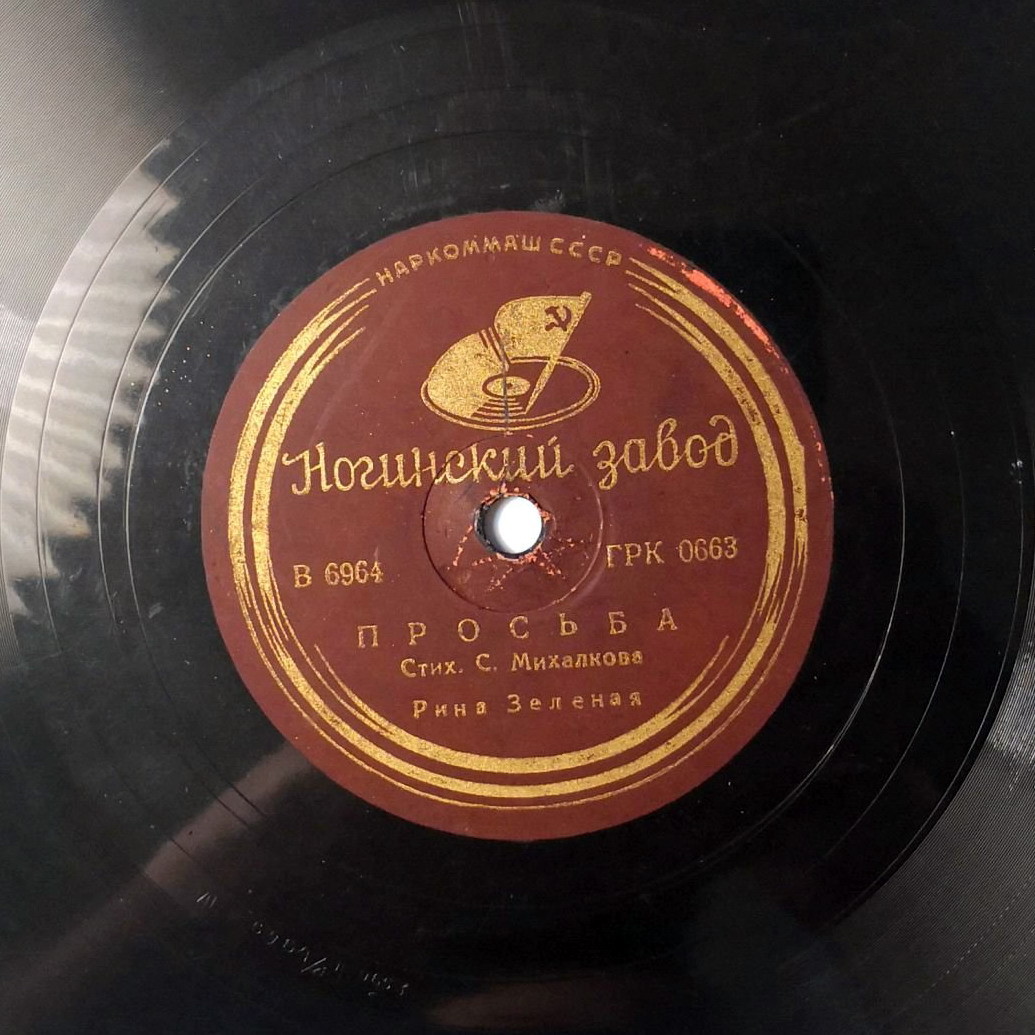 НАРКОММАШ СССР
Ногинский завод
В 6964 ГРК 0663
ПРОСЬБА
Стих. С. Михалкова
Рина Зеленая